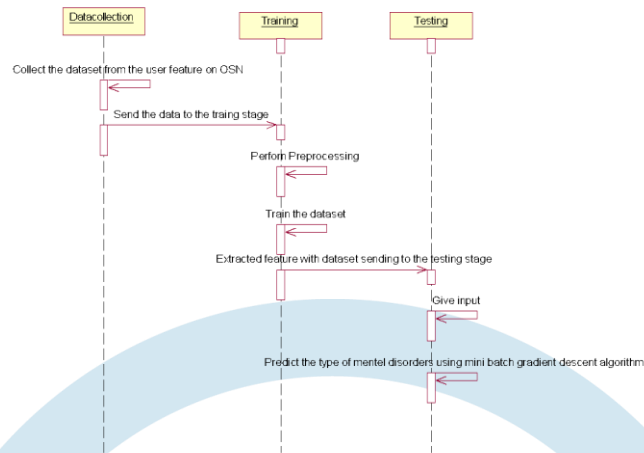 Datacollection
Training
Testing
Collect the dataset from the user feature on OSN
Send the data to the traing stage
Perfom Preprocessing
Train the dataset
Extracted feature with dataset sending to the testing stage
Give input
Predict the type of mentel disorders using mini batch gradient descent algorithm